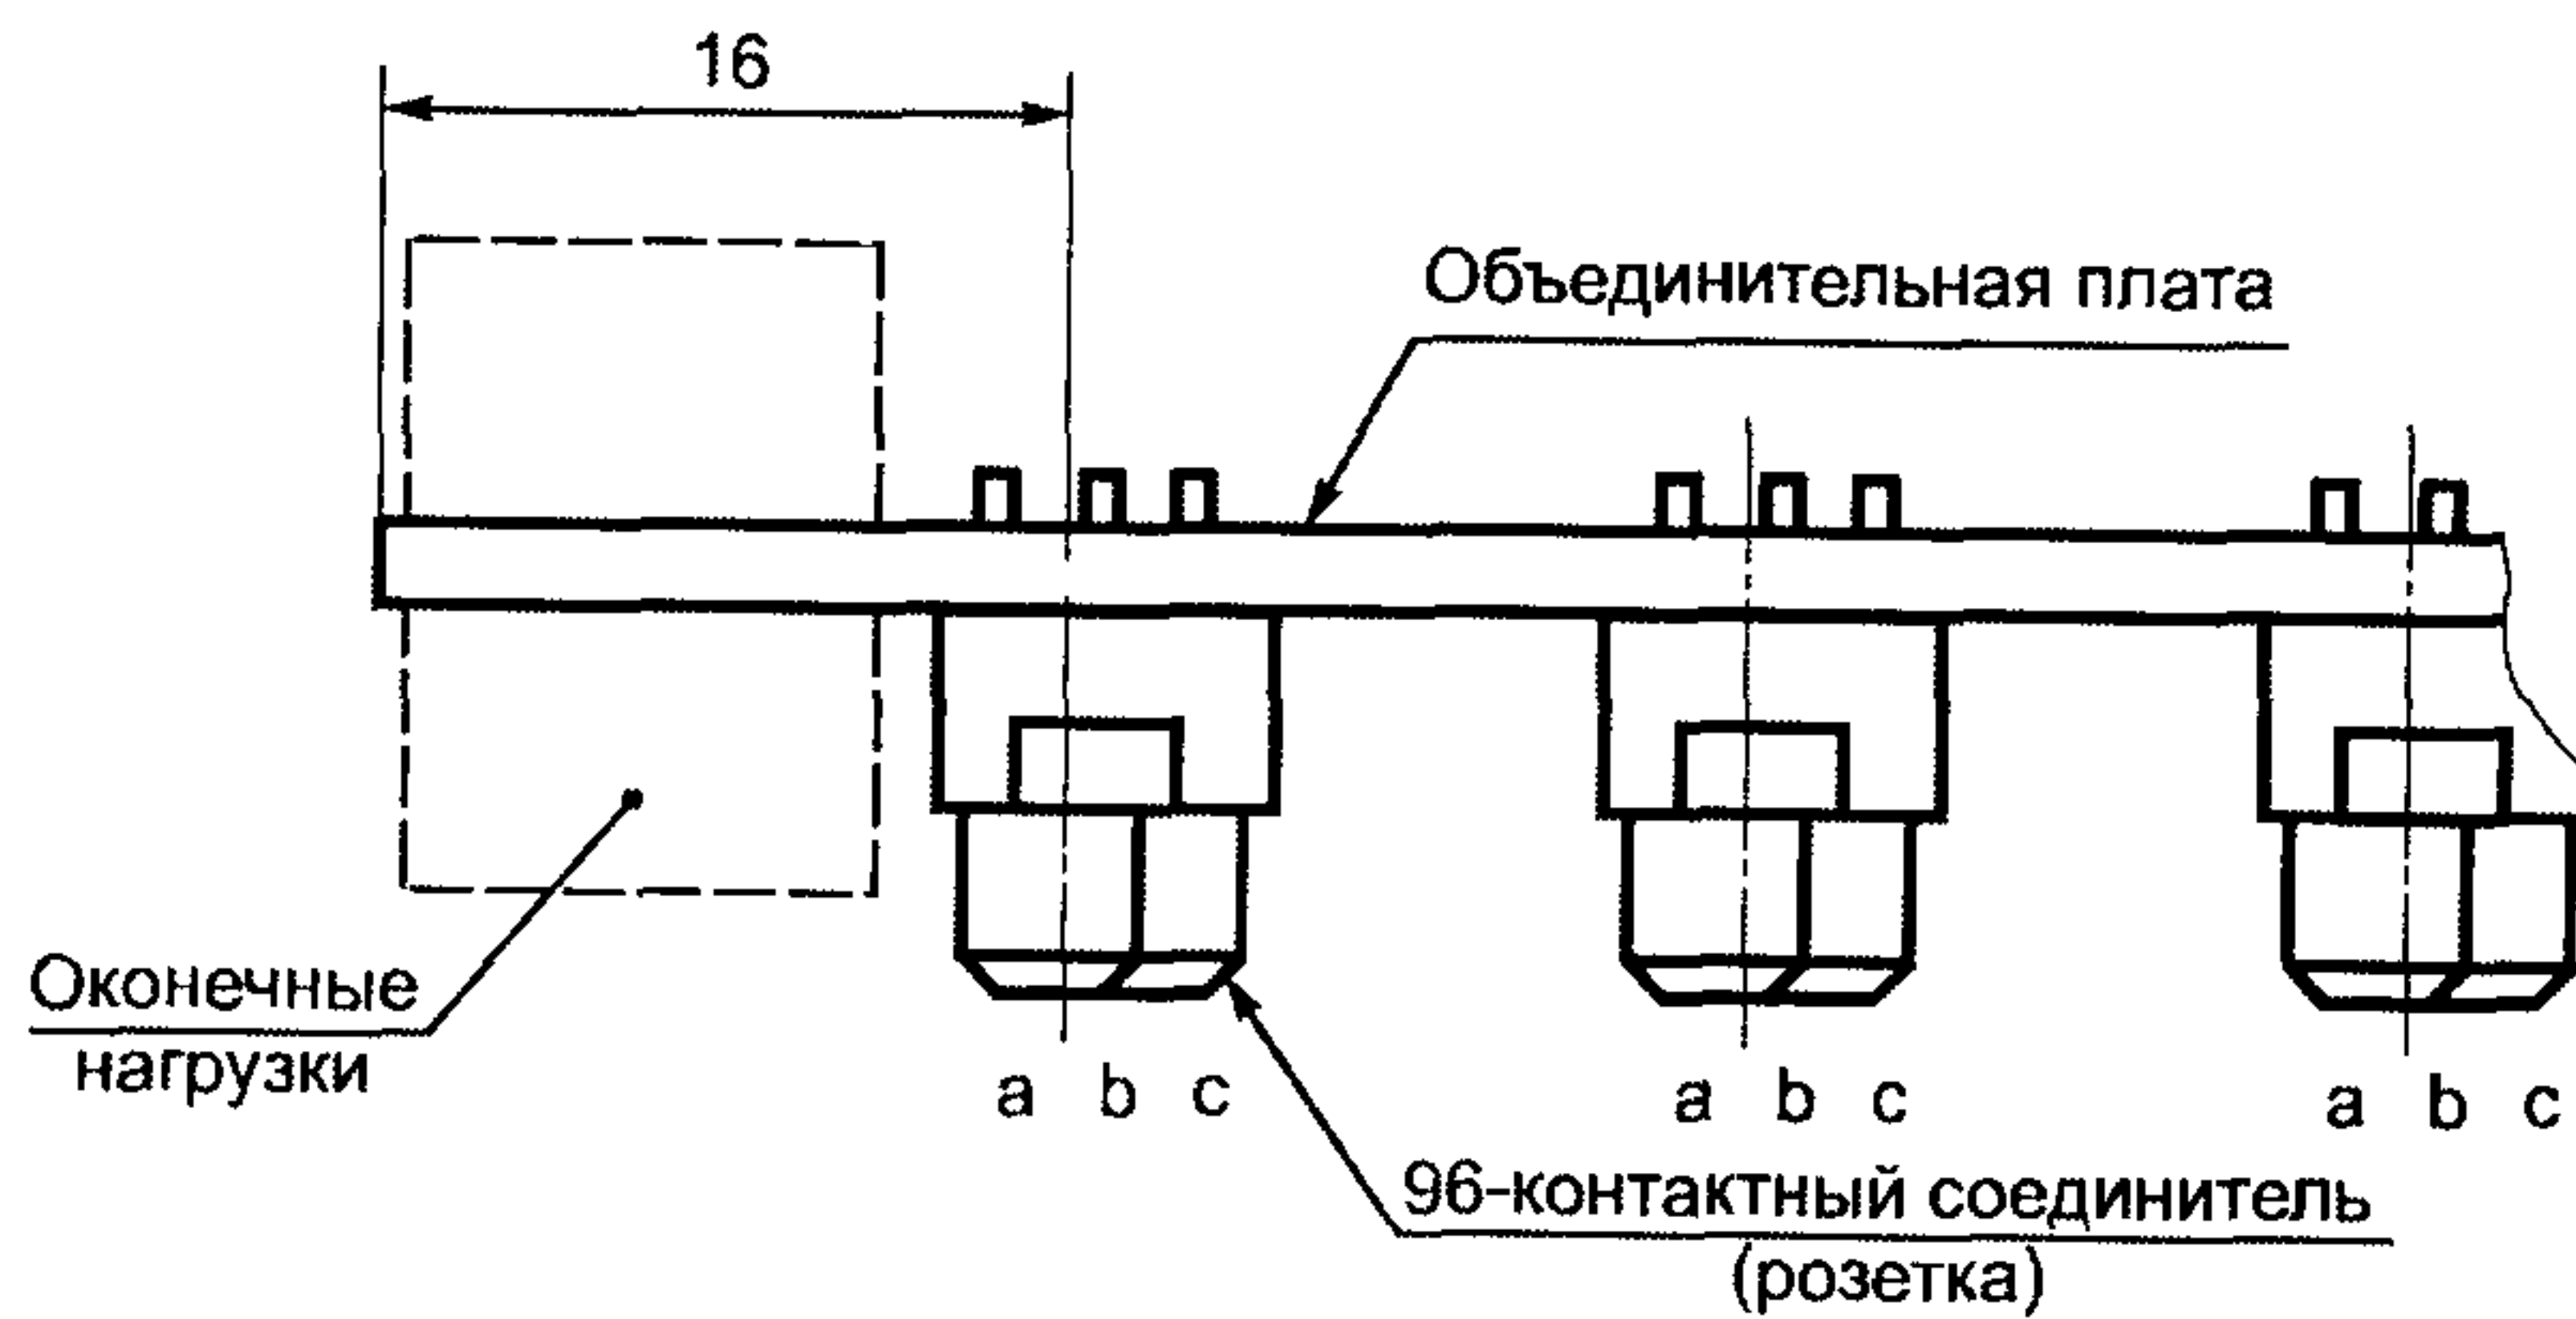 16
Объединительная плата
Оконечные
нагрузки
a b c
a b c
a b c
96-контактный соединитель
(розетка)